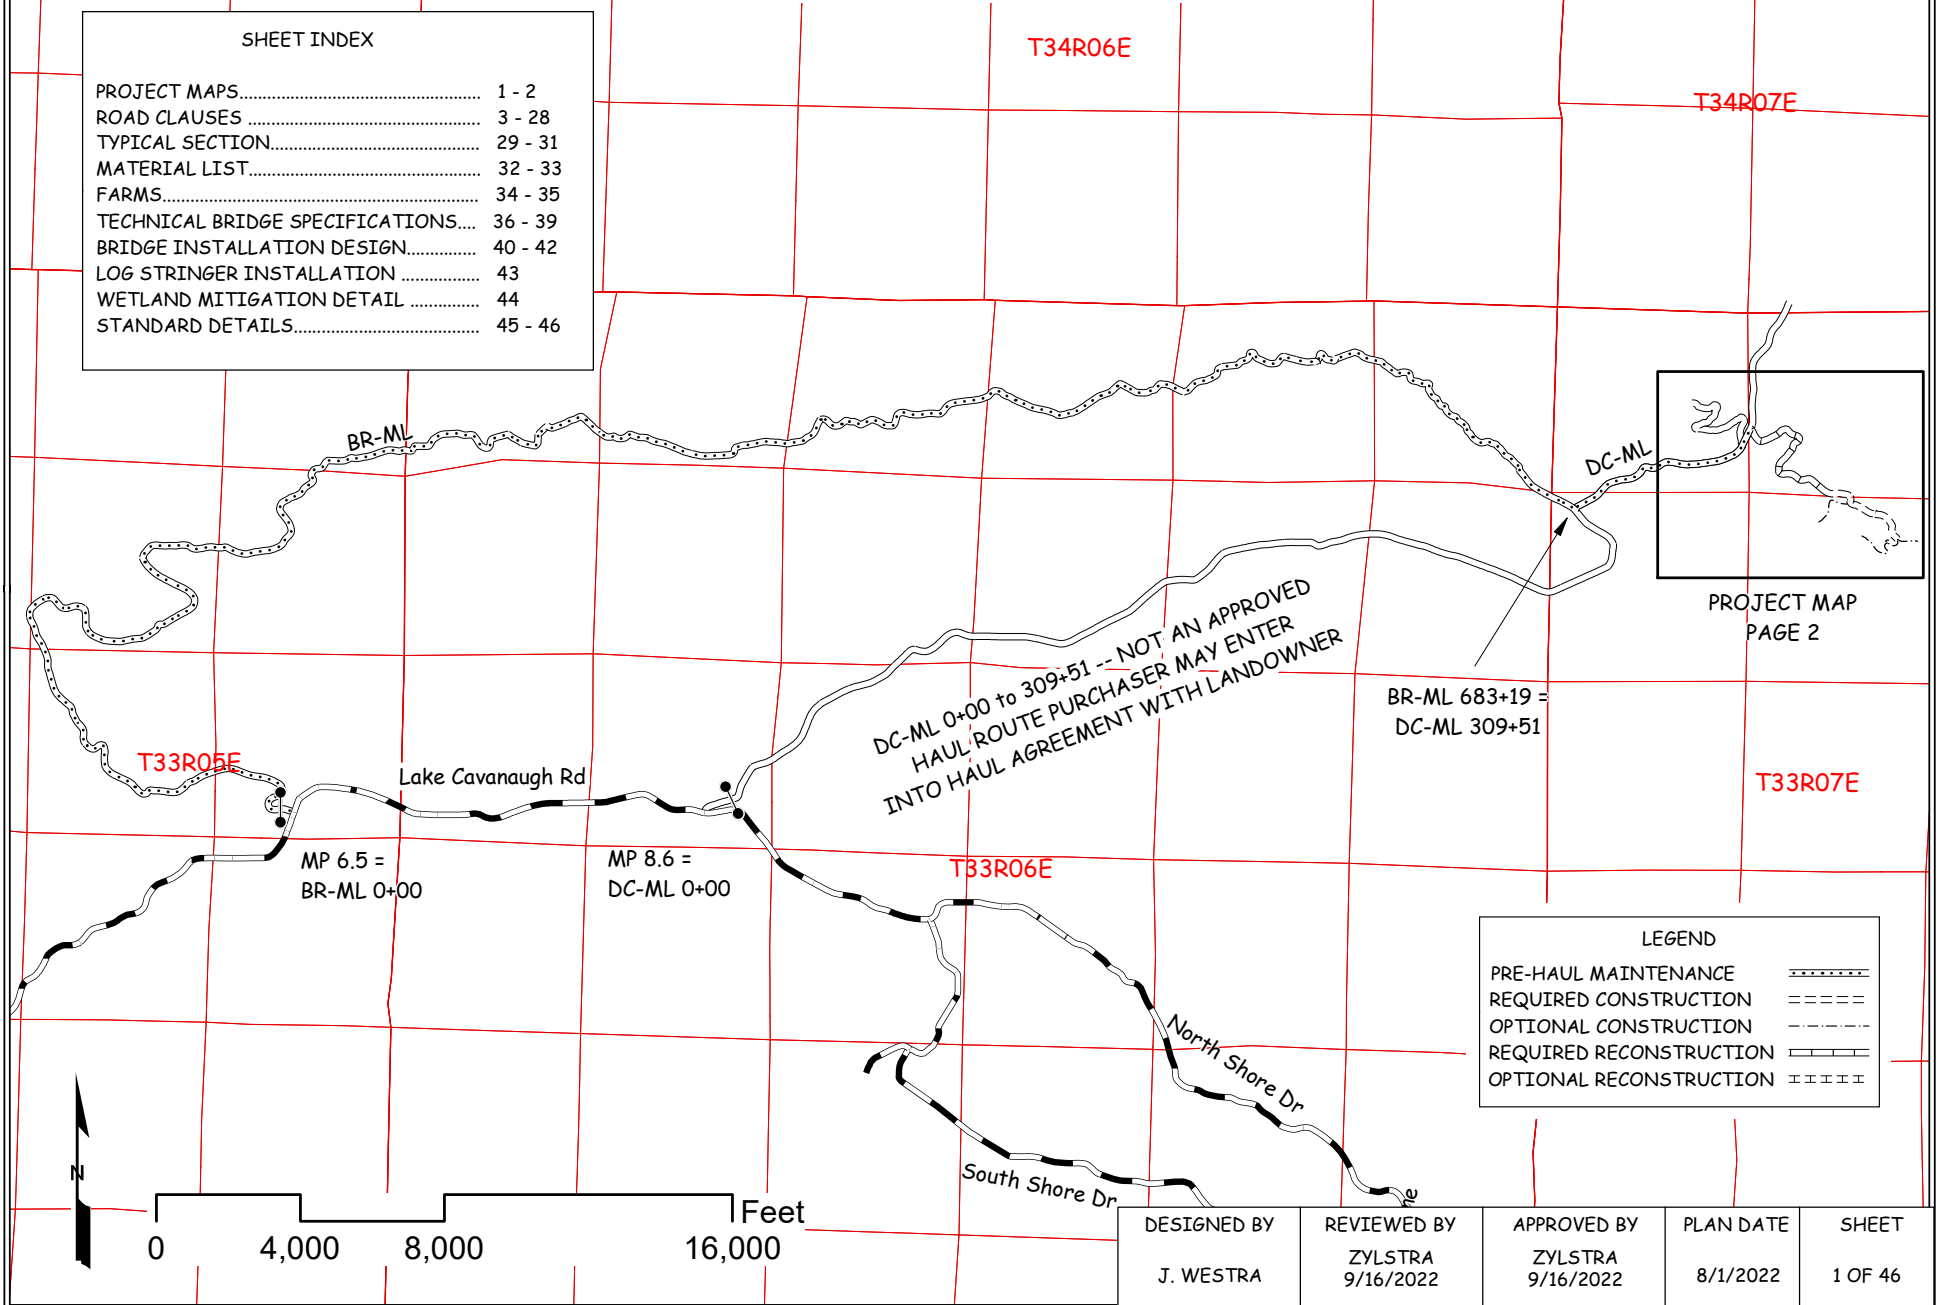 SHEET INDEX
PROJECT MAPS.................................................... 1 - 2
ROAD CLAUSES .................................................. 3 - 28
TYPICAL SECTION............................................. 29 - 31
MATERIAL LIST.................................................. 32 - 33
FARMS.................................................................... 34 - 35
TECHNICAL BRIDGE SPECIFICATIONS.... 36 - 39
BRIDGE INSTALLATION DESIGN............... 40 - 42
LOG STRINGER INSTALLATION ................. 43
WETLAND MITIGATION DETAIL ............... 44
STANDARD DETAILS........................................ 45 - 46
T34R06E
T34R07E
BR-ML
DC-ML
PROJECT MAP
PAGE 2
DC-ML 0+00 to 309+51 -- NOT AN APPROVED
HAUL ROUTE PURCHASER MAY ENTER
INTO HAUL AGREEMENT WITH LANDOWNER
BR-ML 683+19 =
DC-ML 309+51
T33R05E
Lake Cavanaugh Rd
T33R07E
MP 6.5 =
BR-ML 0+00
MP 8.6 =
DC-ML 0+00
T33R06E
LEGEND
PRE-HAUL MAINTENANCE
REQUIRED CONSTRUCTION
OPTIONAL CONSTRUCTION
REQUIRED RECONSTRUCTION
OPTIONAL RECONSTRUCTION
North Shore Dr
South Shore Dr
ne
N
Feet
0 4,000 8,000 16,000
DESIGNED BY
J. WESTRA
REVIEWED BY
ZYLSTRA
9/16/2022
APPROVED BY
ZYLSTRA
9/16/2022
PLAN DATE
8/1/2022
SHEET
1 OF 46